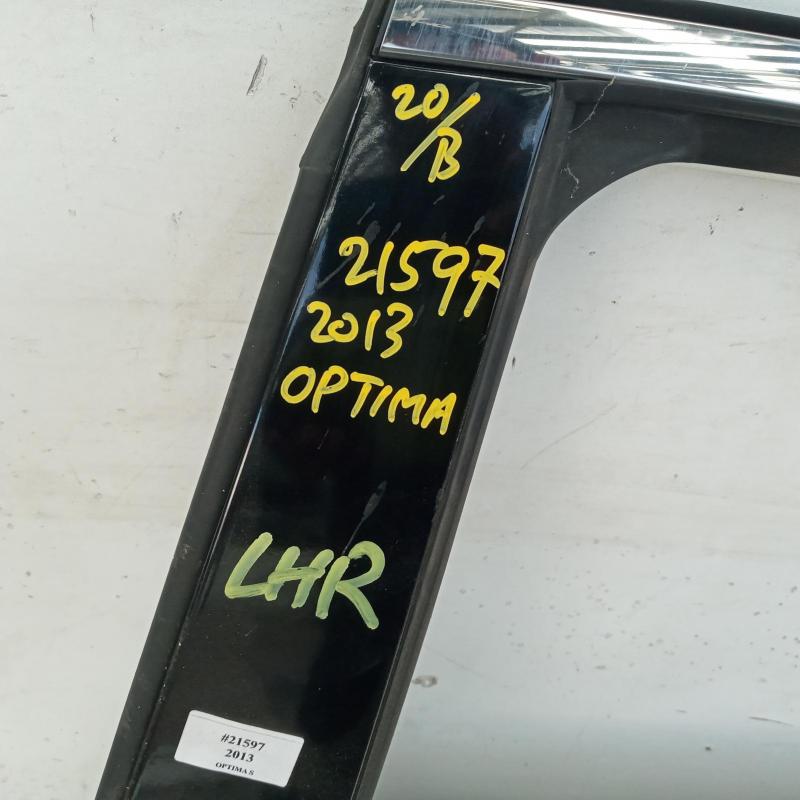 20/B
21597
2013
OPTIMA
LHR
#21597
2013
OPTIMA S